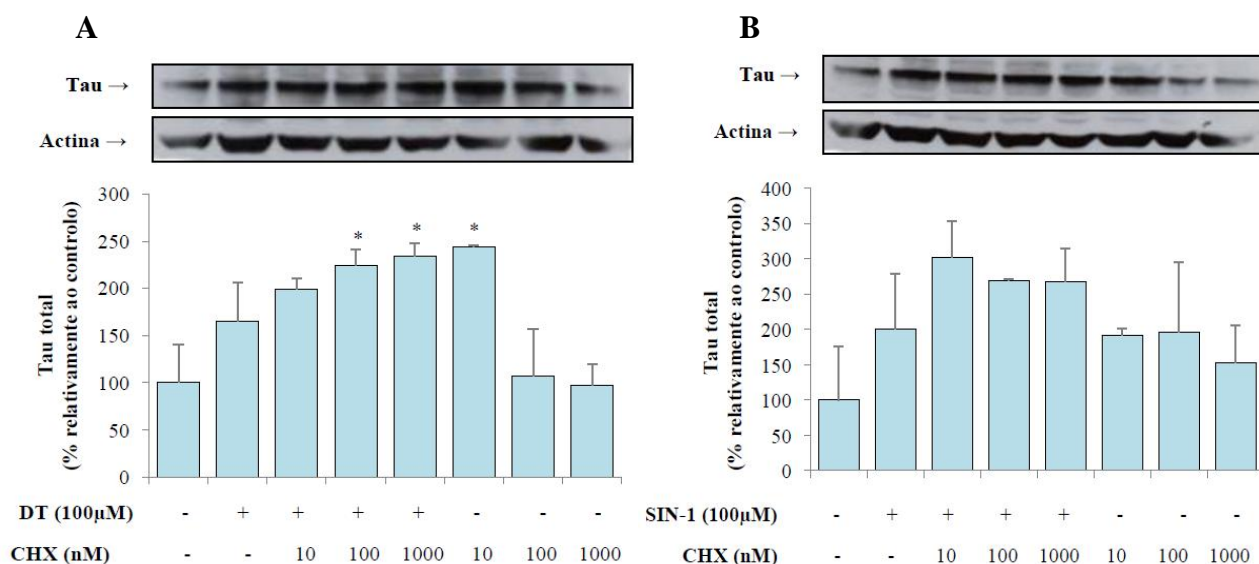 A
Tau →
Actina →
Tau total
(% relativamente ao controlo)
300
250
200
150
100
50
0
* * *
DT (100µM) - + + + + - - -
CHX (nM) - - 10 100 1000 10 100 1000
B
Tau →
Actina →
Tau total
(% relativamente ao controlo)
400
350
300
250
200
150
100
50
0
SIN-1 (100µM) - + + + + - - -
CHX (nM) - - 10 100 1000 10 100 1000